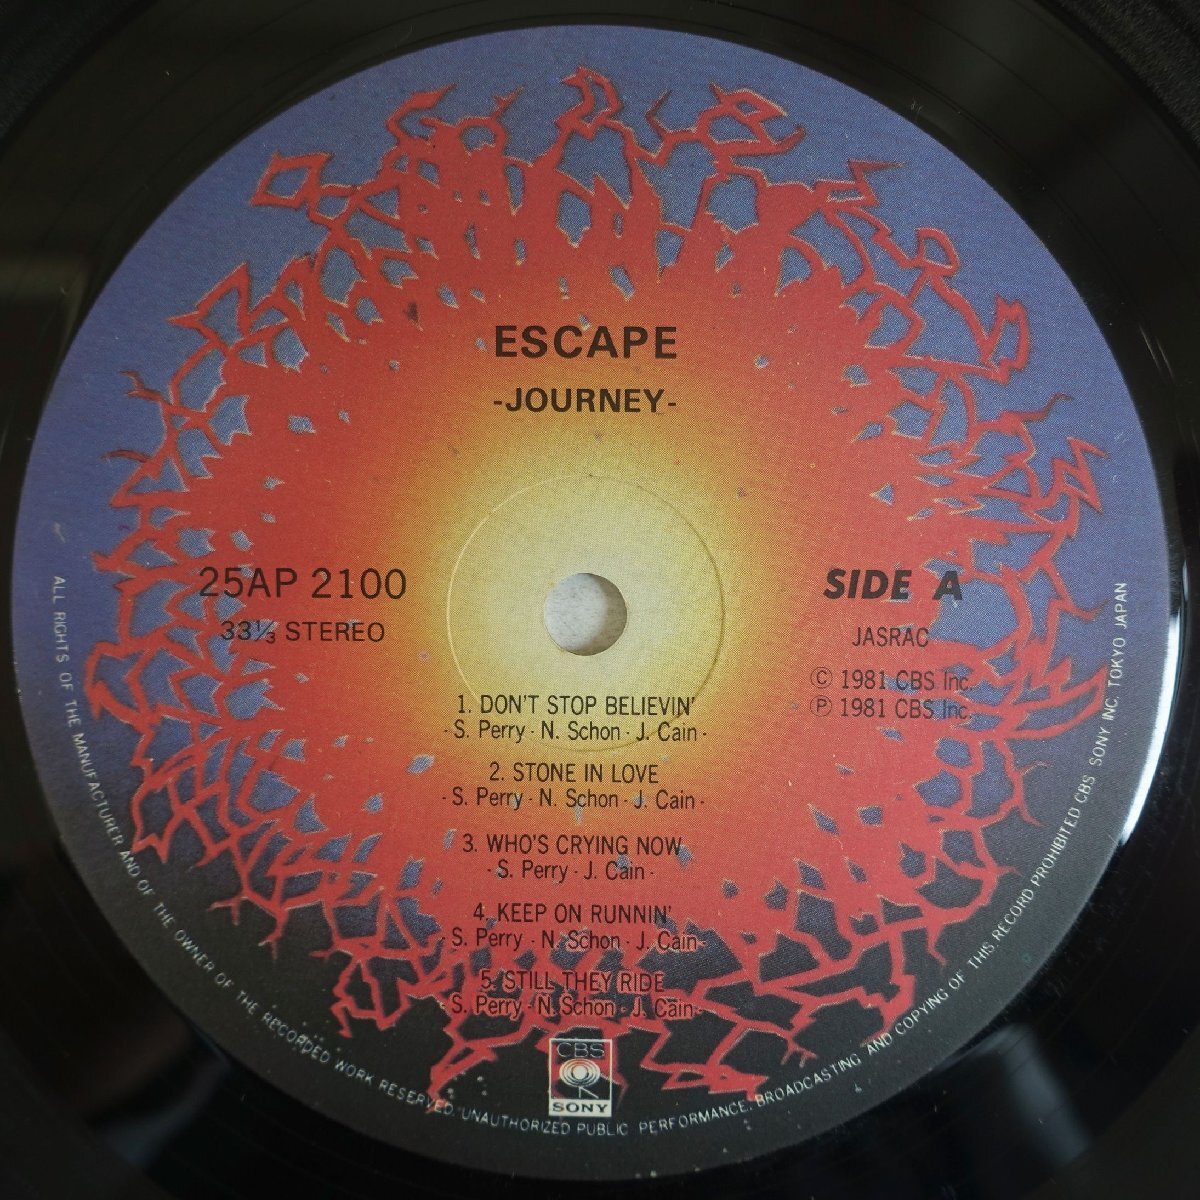 ESCAPE
-JOURNEY-
25AP 2100
33⅓ STEREO
SIDE A
JASRAC
© 1981 CBS Inc.
℗ 1981 CBS Inc.
1. DON'T STOP BELIEVIN'
· S. Perry · N. Schon · J. Cain ·
2. STONE IN LOVE
· S. Perry · N. Schon · J. Cain ·
3. WHO'S CRYING NOW
· S. Perry · J. Cain ·
4. KEEP ON RUNNIN'
· S. Perry · N. Schon · J. Cain ·
5. STILL THEY RIDE
· S. Perry · N. Schon · J. Cain ·
CBS
SONY
ALL RIGHTS OF THE MANUFACTURER AND OF THE OWNER OF THE RECORDED WORK RESERVED. UNAUTHORIZED PUBLIC PERFORMANCE. BROADCASTING AND COPYING OF THIS RECORD PROHIBITED CBS SONY INC. TOKYO JAPAN